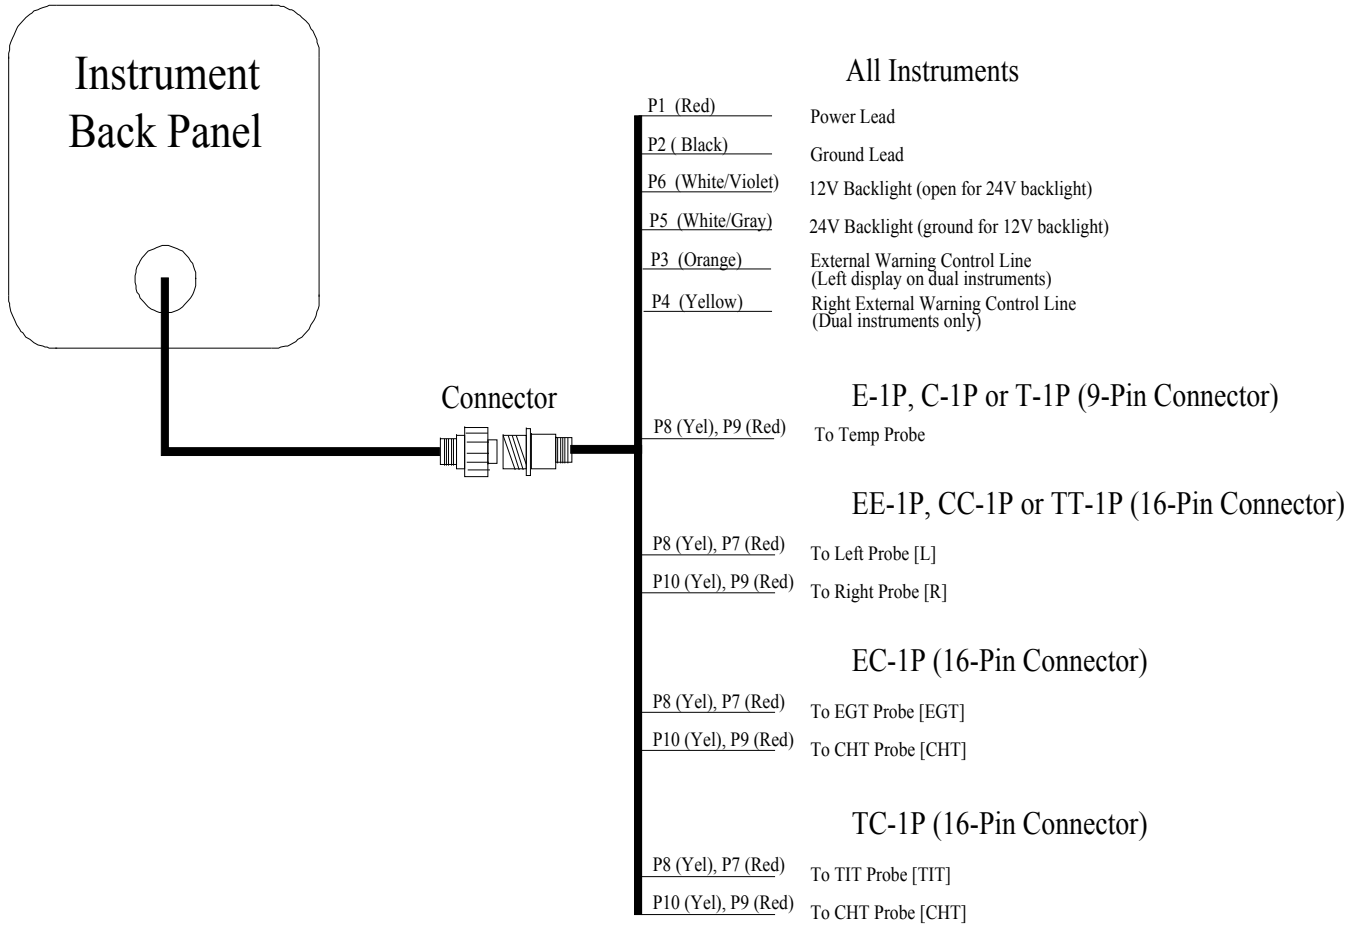 Instrument
Back Panel
All Instruments
P1 (Red)
Power Lead
P2 ( Black)
Ground Lead
P6 (White/Violet)
12V Backlight (open for 24V backlight)
P5 (White/Gray)
24V Backlight (ground for 12V backlight)
P3 (Orange)
External Warning Control Line
(Left display on dual instruments)
P4 (Yellow)
Right External Warning Control Line
(Dual instruments only)
Connector
E-1P, C-1P or T-1P (9-Pin Connector)
P8 (Yel), P9 (Red)
To Temp Probe
EE-1P, CC-1P or TT-1P (16-Pin Connector)
P8 (Yel), P7 (Red)
To Left Probe [L]
P10 (Yel), P9 (Red)
To Right Probe [R]
EC-1P (16-Pin Connector)
P8 (Yel), P7 (Red)
To EGT Probe [EGT]
P10 (Yel), P9 (Red)
To CHT Probe [CHT]
TC-1P (16-Pin Connector)
P8 (Yel), P7 (Red)
To TIT Probe [TIT]
P10 (Yel), P9 (Red)
To CHT Probe [CHT]